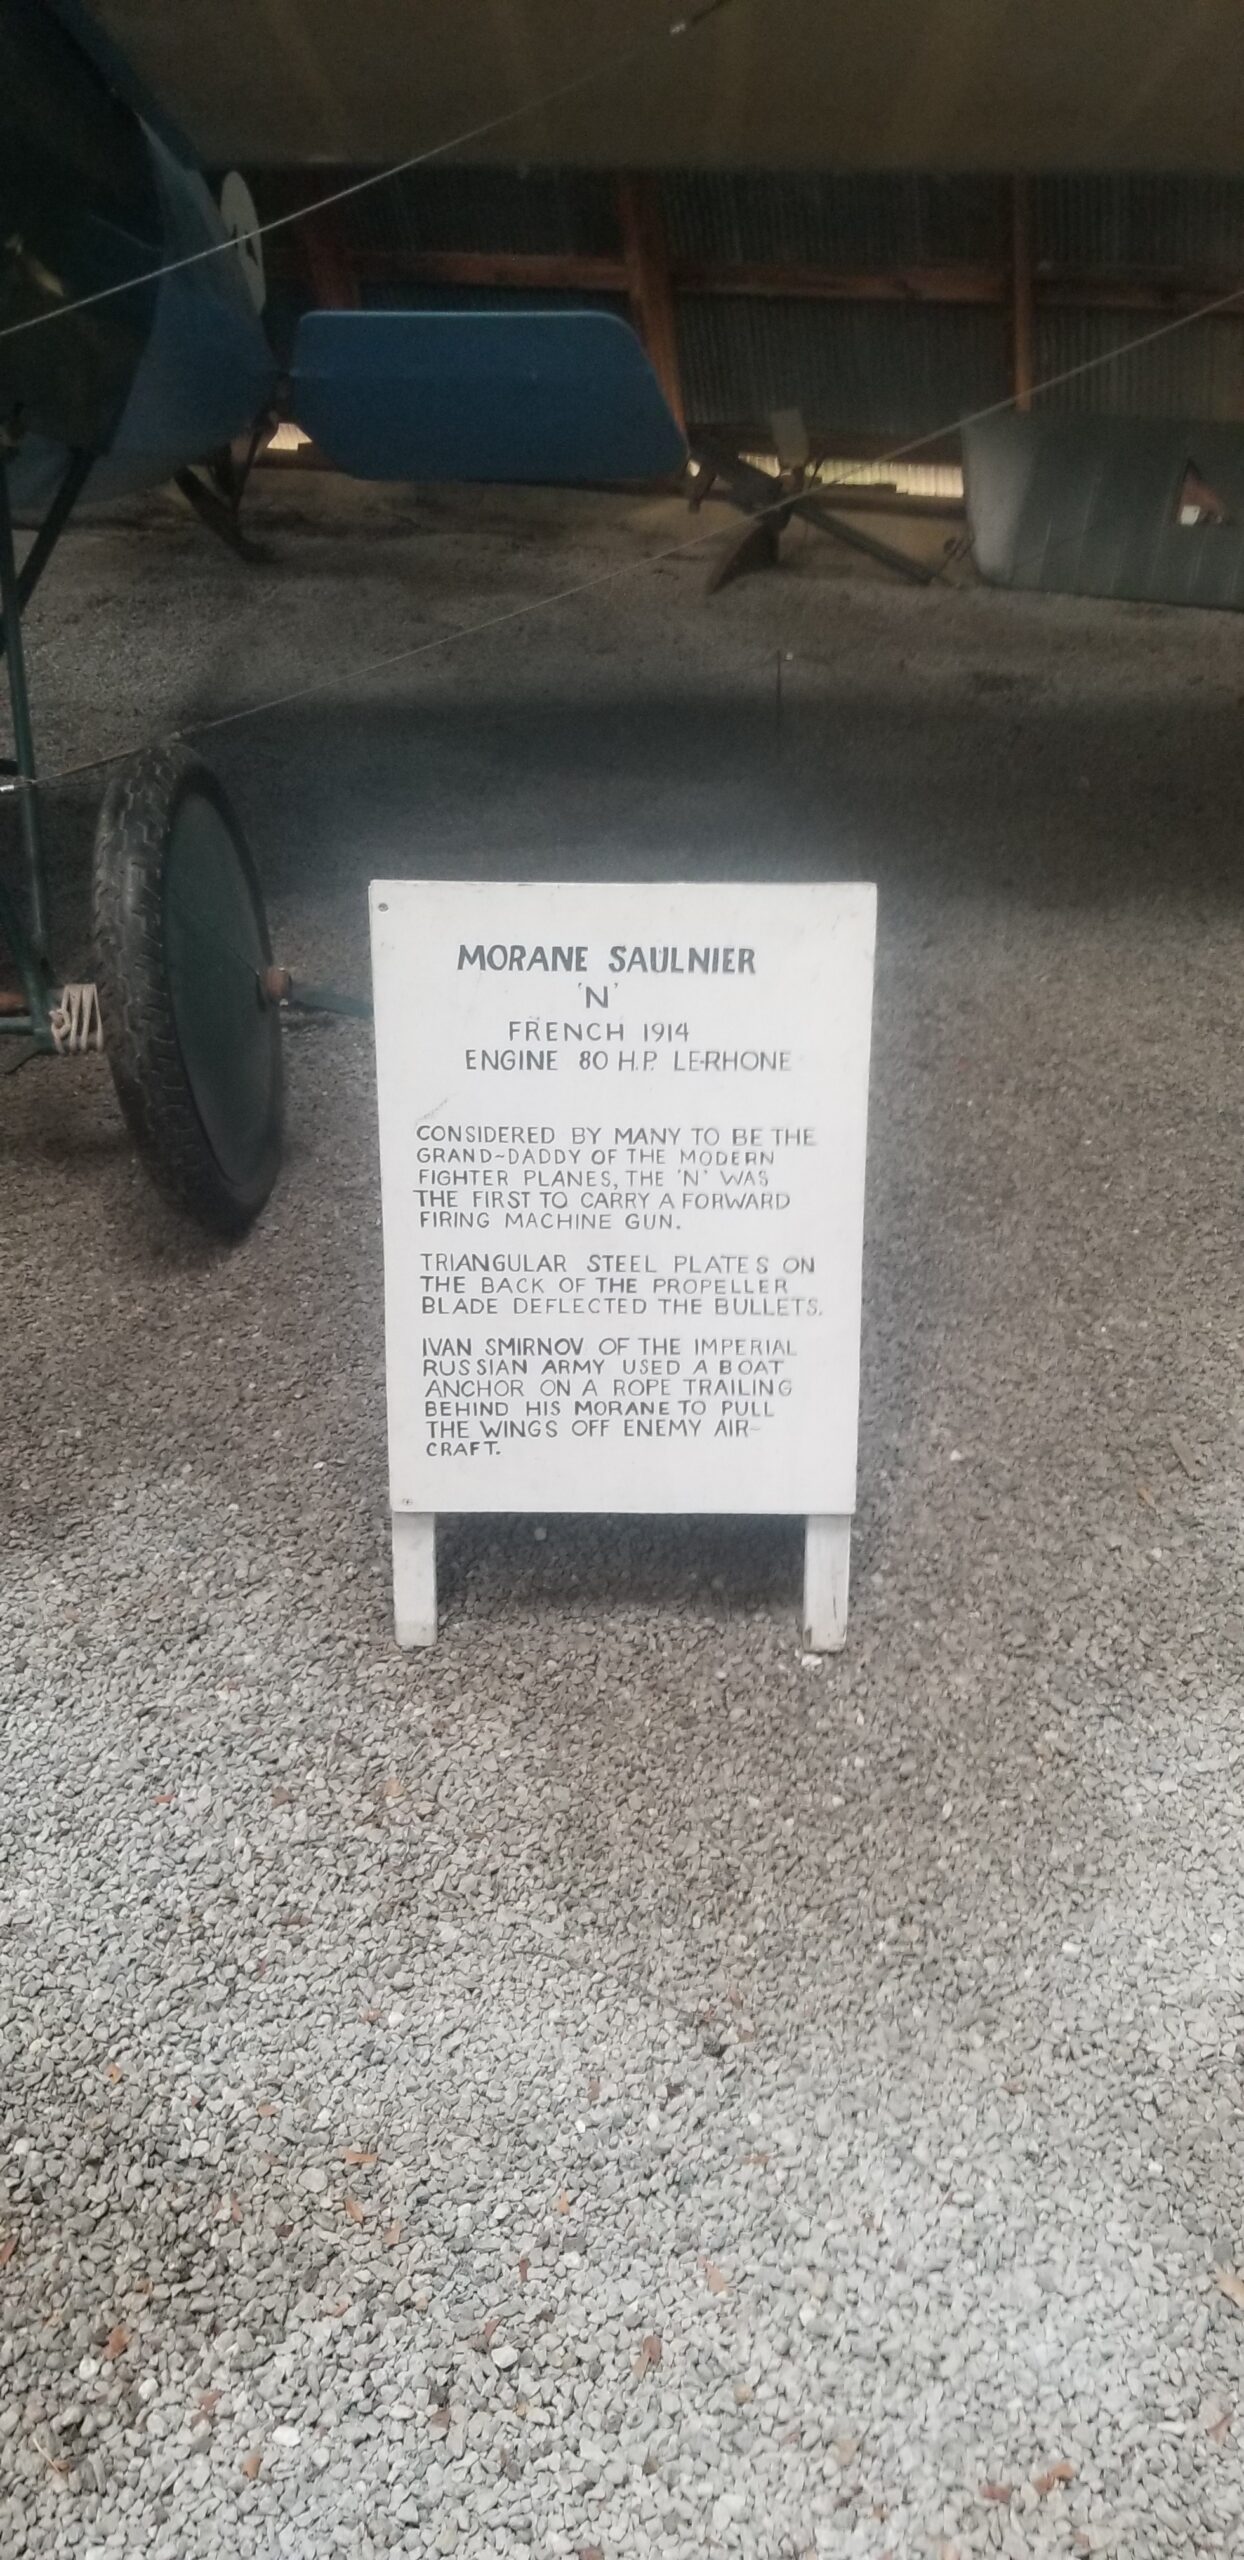 MORANE SAULNIER
'N'
FRENCH 1914
ENGINE 80 H.P. LE-RHONE
CONSIDERED BY MANY TO BE THE
GRAND-DADDY OF THE MODERN
FIGHTER PLANES, THE 'N' WAS
THE FIRST TO CARRY A FORWARD
FIRING MACHINE GUN.
TRIANGULAR STEEL PLATES ON
THE BACK OF THE PROPELLER
BLADE DEFLECTED THE BULLETS.
IVAN SMIRNOV OF THE IMPERIAL
RUSSIAN ARMY USED A BOAT
ANCHOR ON A ROPE TRAILING
BEHIND HIS MORANE TO PULL
THE WINGS OFF ENEMY AIR-
CRAFT.